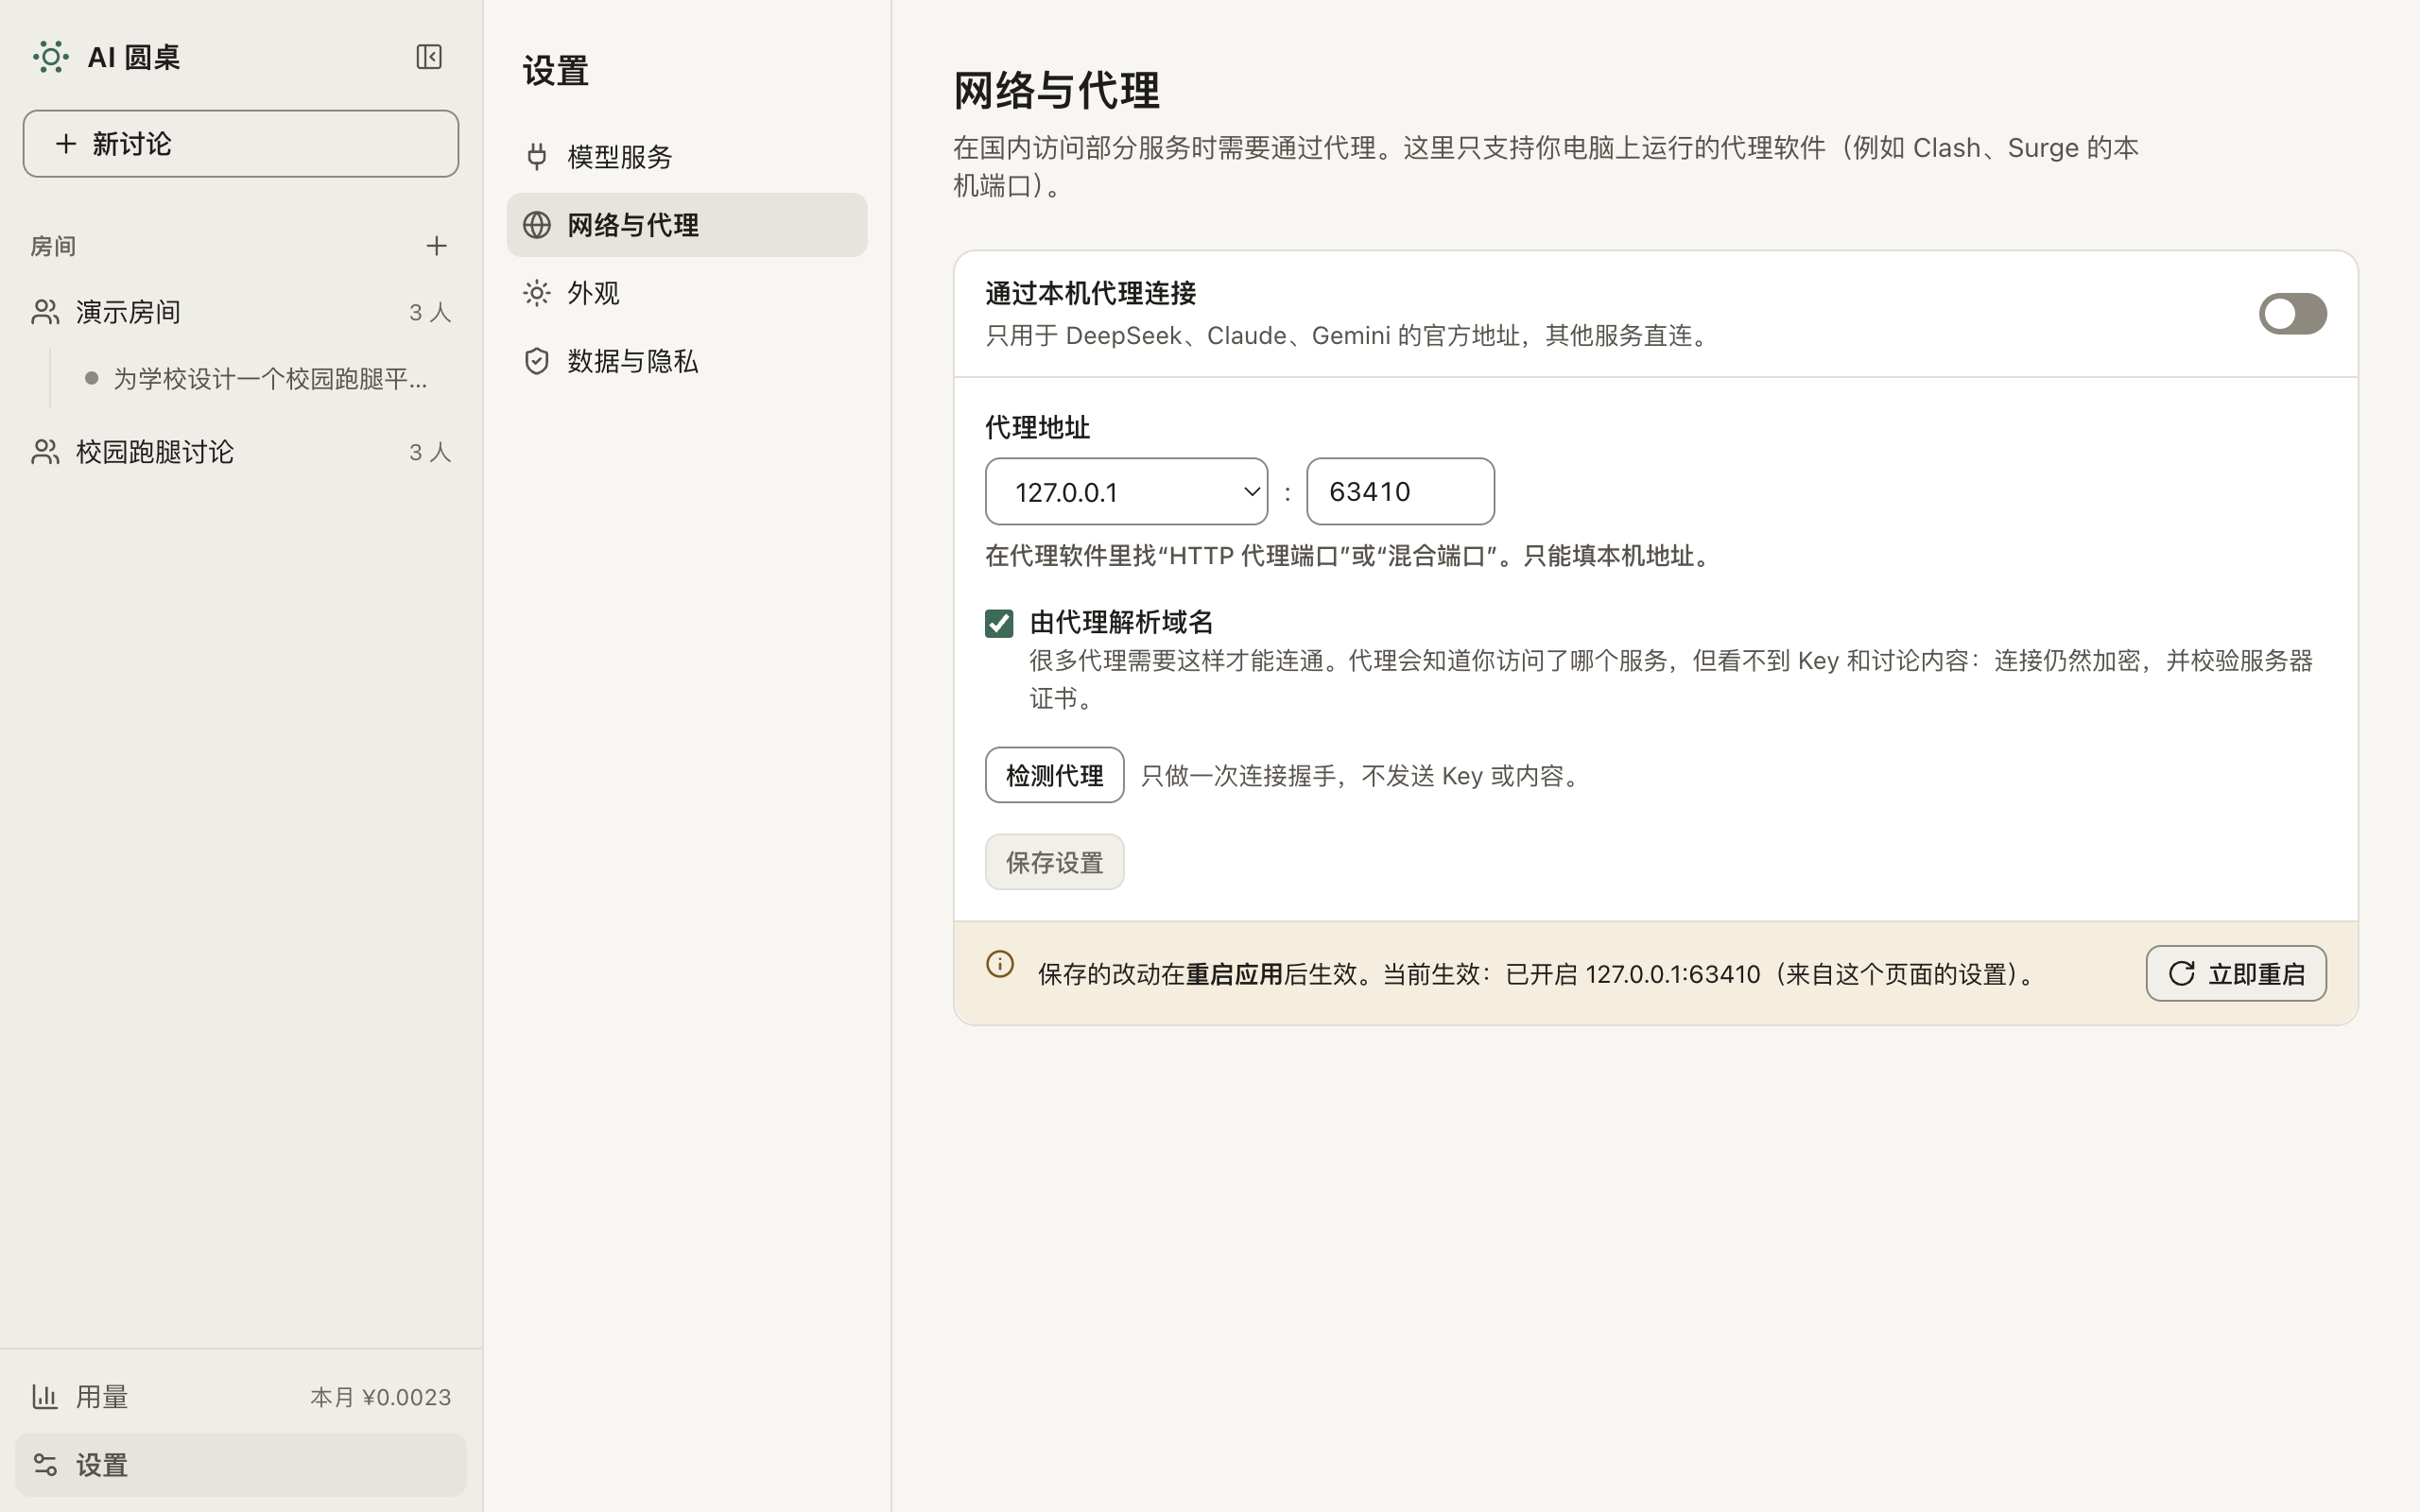 AI 圆桌
新讨论
房间
演示房间 3 人
为学校设计一个校园跑腿平...
校园跑腿讨论 3 人
用量 本月 ¥0.0023
设置
设置
模型服务
网络与代理
外观
数据与隐私
网络与代理
在国内访问部分服务时需要通过代理。这里只支持你电脑上运行的代理软件（例如 Clash、Surge 的本
机端口）。
通过本机代理连接
只用于 DeepSeek、Claude、Gemini 的官方地址，其他服务直连。
代理地址
127.0.0.1 : 63410
在代理软件里找“HTTP 代理端口”或“混合端口”。只能填本机地址。
由代理解析域名
很多代理需要这样才能连通。代理会知道你访问了哪个服务，但看不到 Key 和讨论内容：连接仍然加密，并校验服务器
证书。
检测代理 只做一次连接握手，不发送 Key 或内容。
保存设置
保存的改动在重启应用后生效。当前生效：已开启 127.0.0.1:63410（来自这个页面的设置）。 立即重启